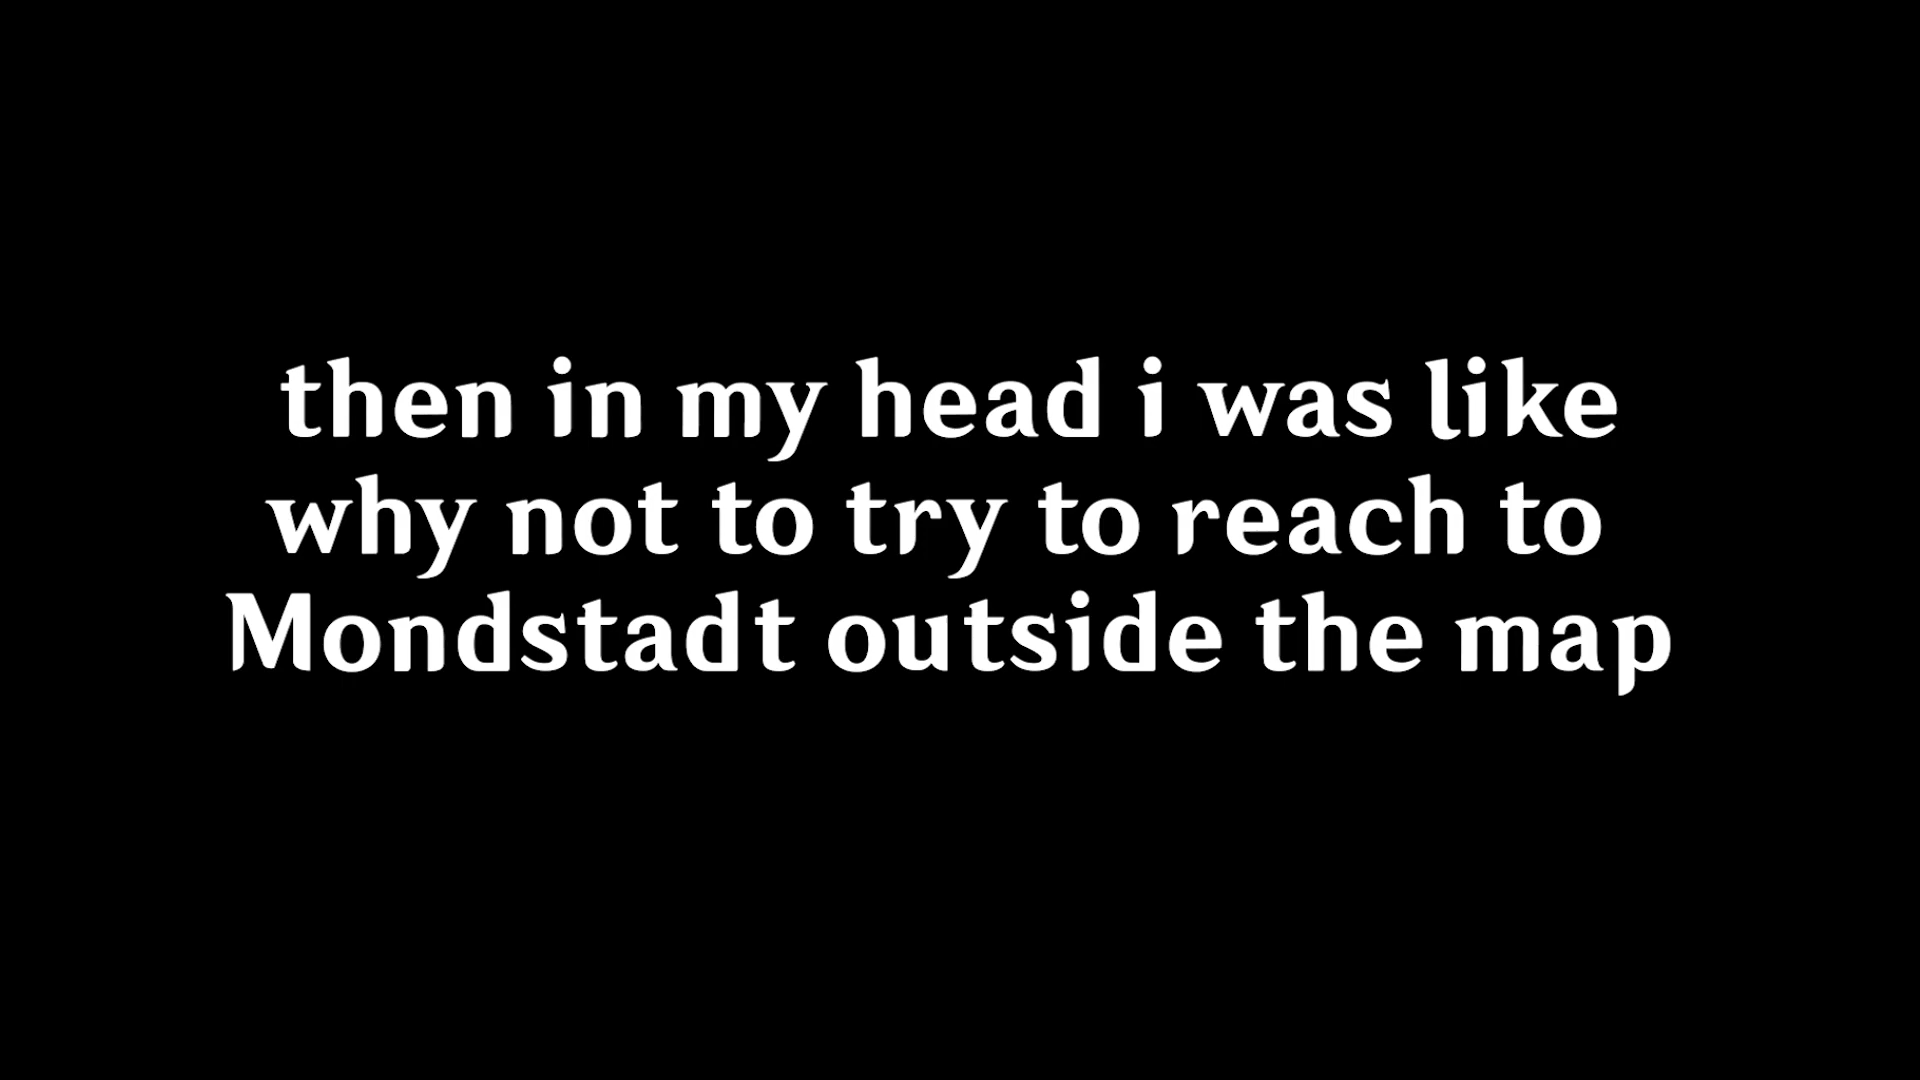 then in my head i was like
why not to try to reach to
Mondstadt outside the map